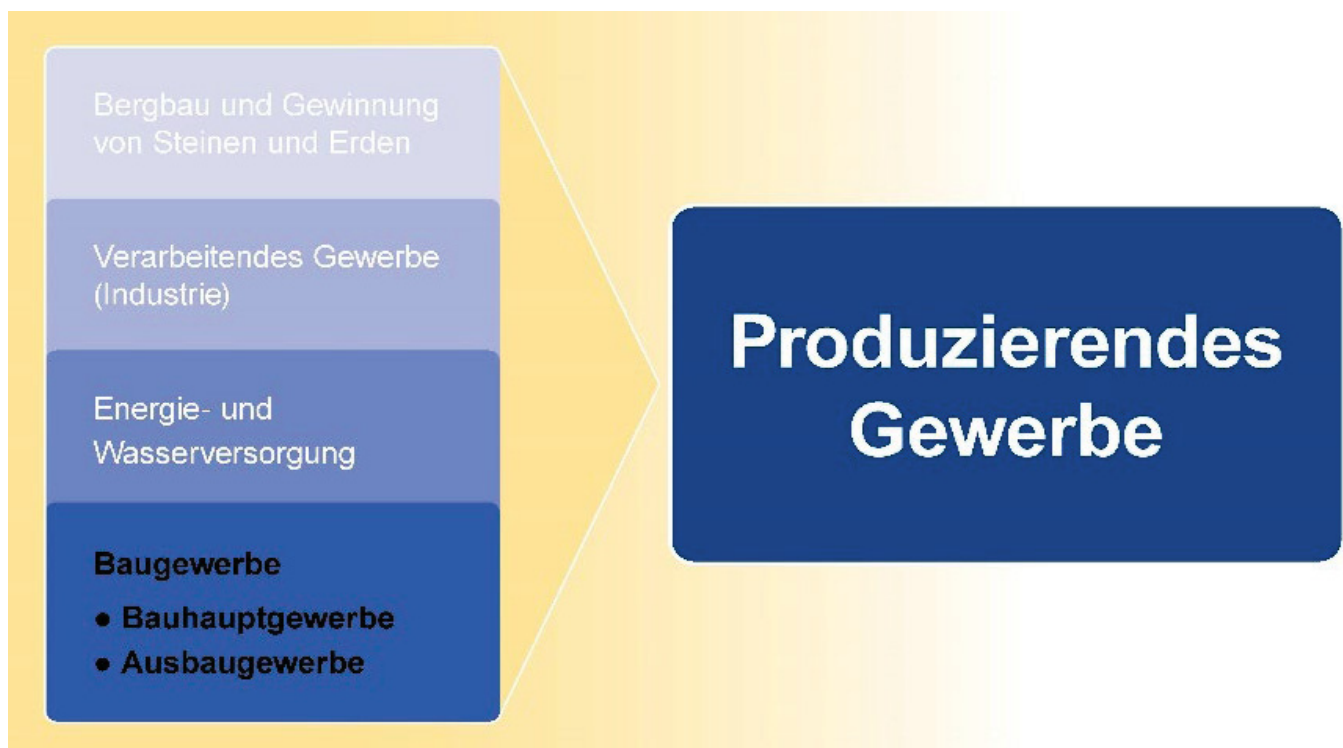 Bergbau und Gewinnung
von Steinen und Erden
Verarbeitendes Gewerbe
(Industrie)
Energie- und
Wasserversorgung
Baugewerbe
● Bauhauptgewerbe
● Ausbaugewerbe
Produzierendes
Gewerbe